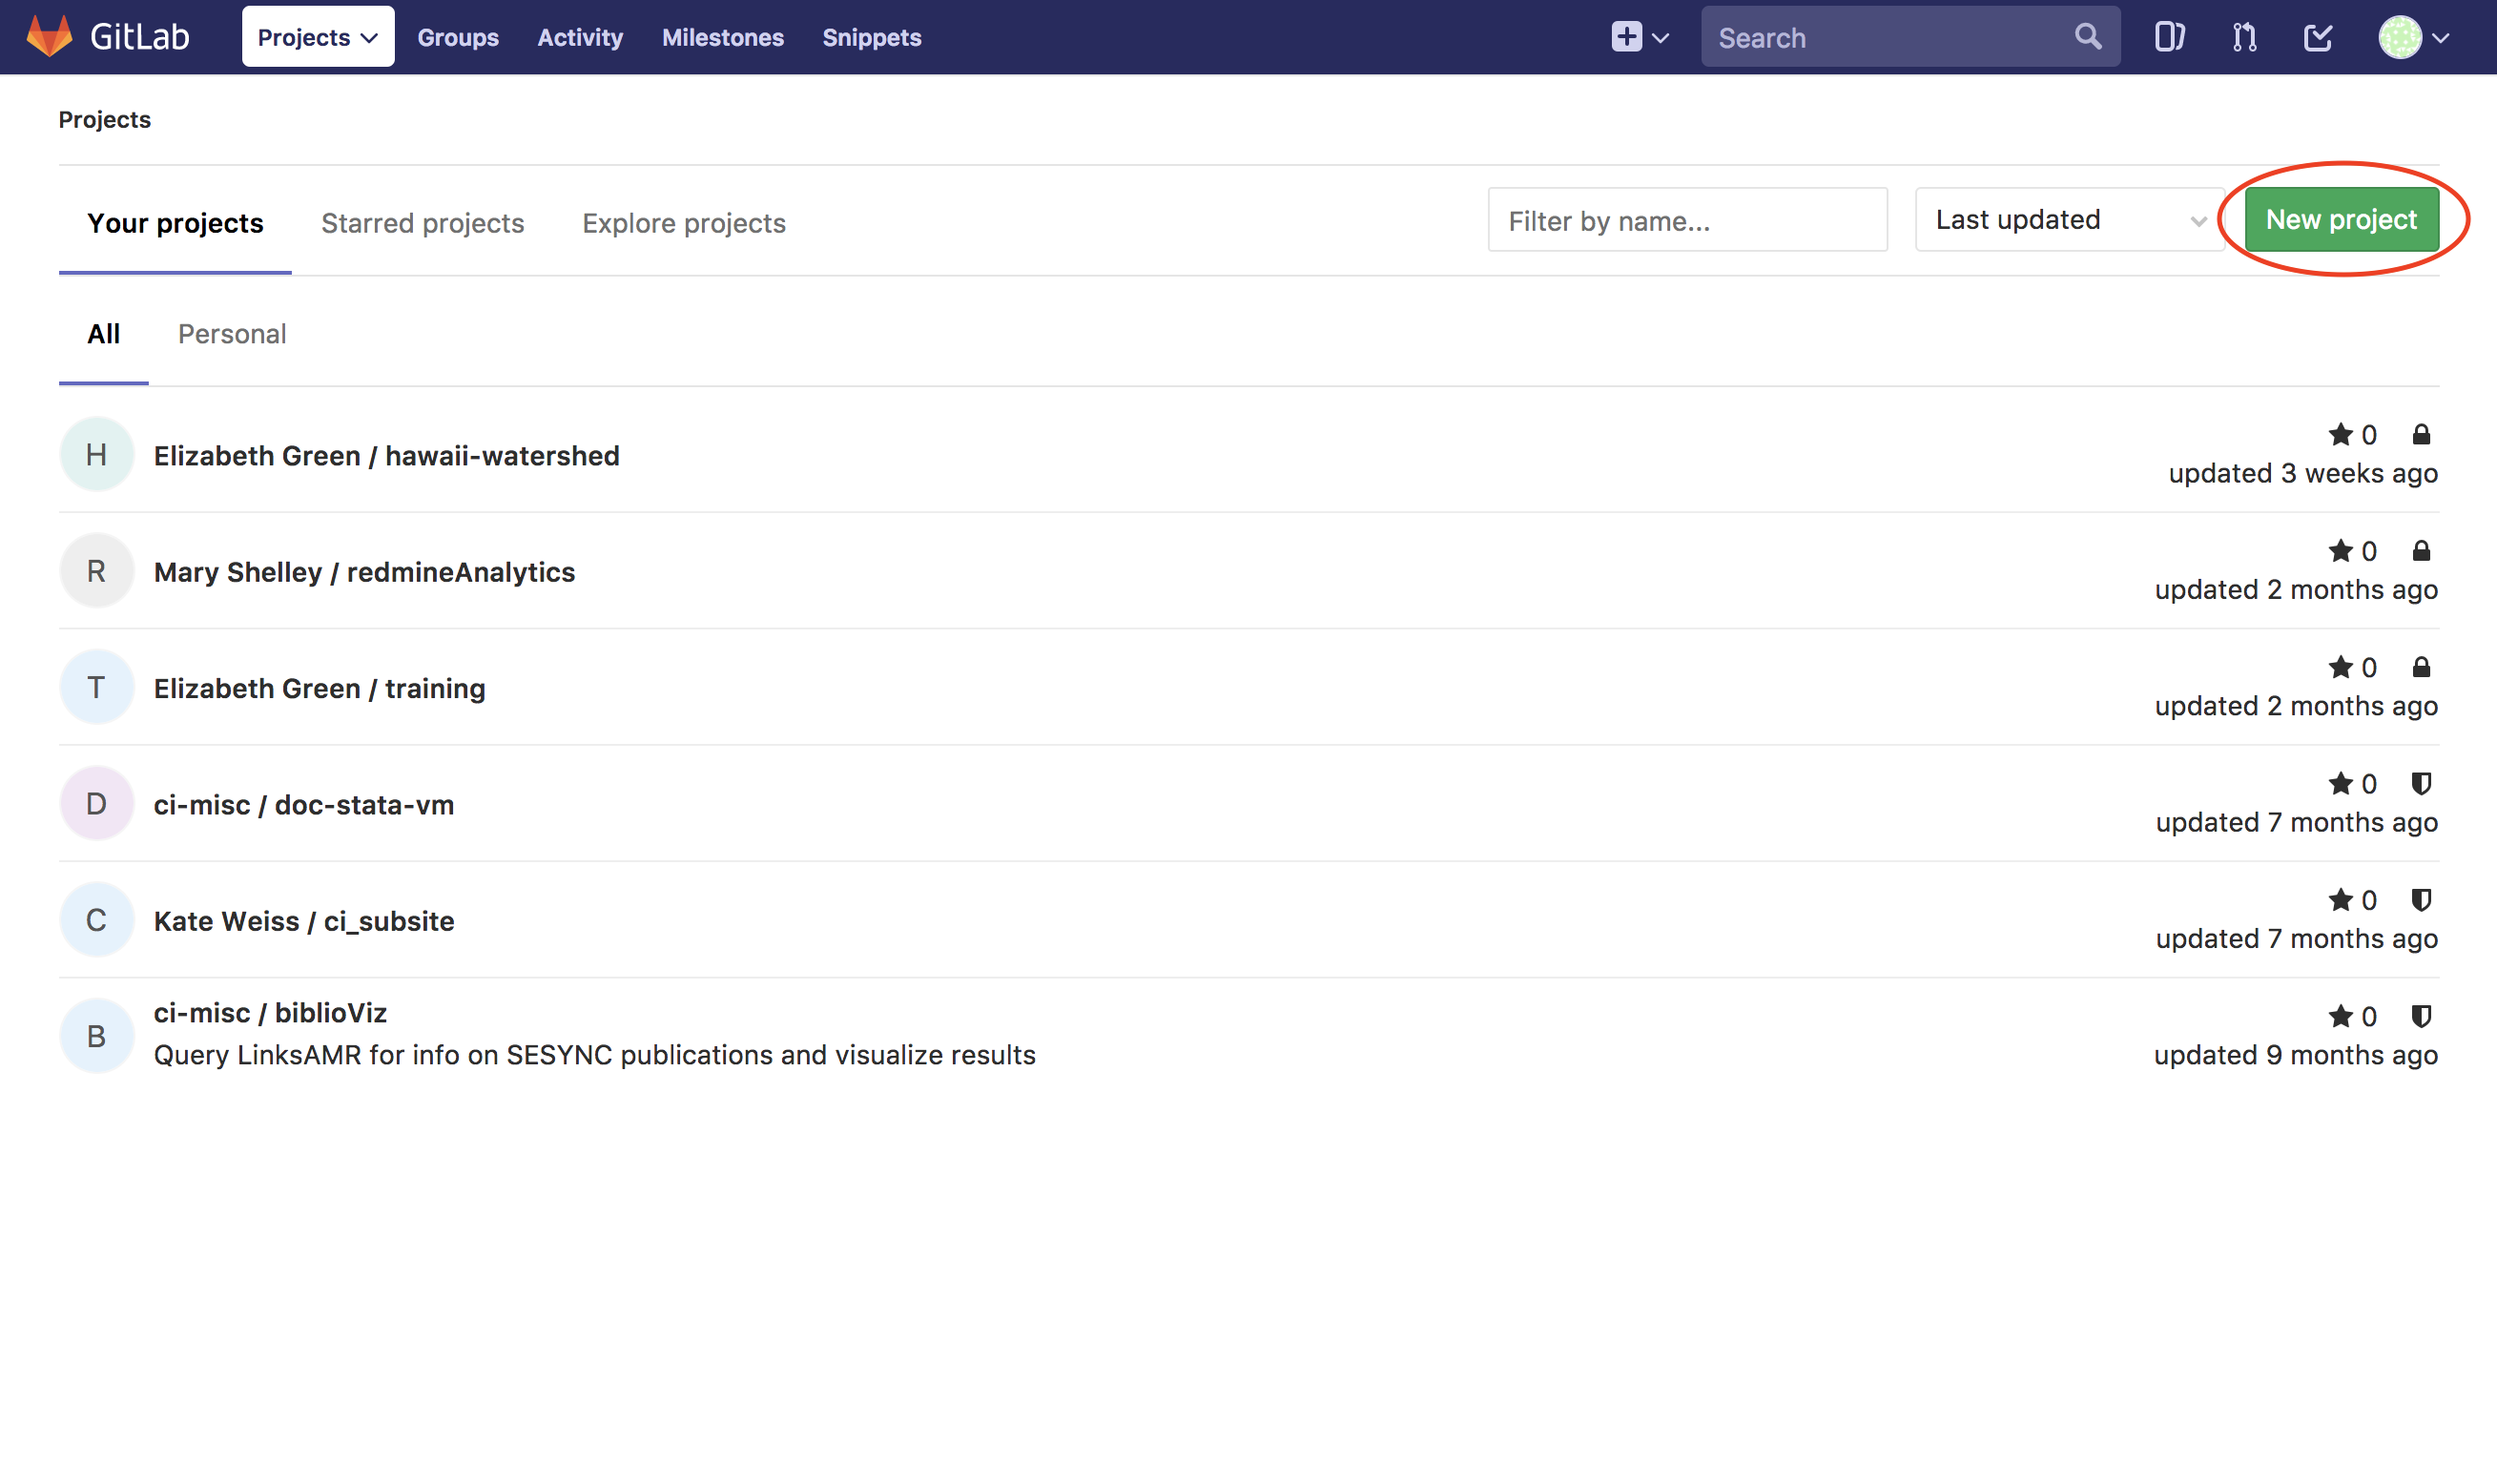 GitLab Projects Groups Activity Milestones Snippets Search
Projects
Your projects Starred projects Explore projects Filter by name... Last updated New project
All Personal
H Elizabeth Green / hawaii-watershed 0
updated 3 weeks ago
R Mary Shelley / redmineAnalytics 0
updated 2 months ago
T Elizabeth Green / training 0
updated 2 months ago
D ci-misc / doc-stata-vm 0
updated 7 months ago
C Kate Weiss / ci_subsite 0
updated 7 months ago
B ci-misc / biblioViz 0
Query LinksAMR for info on SESYNC publications and visualize results updated 9 months ago